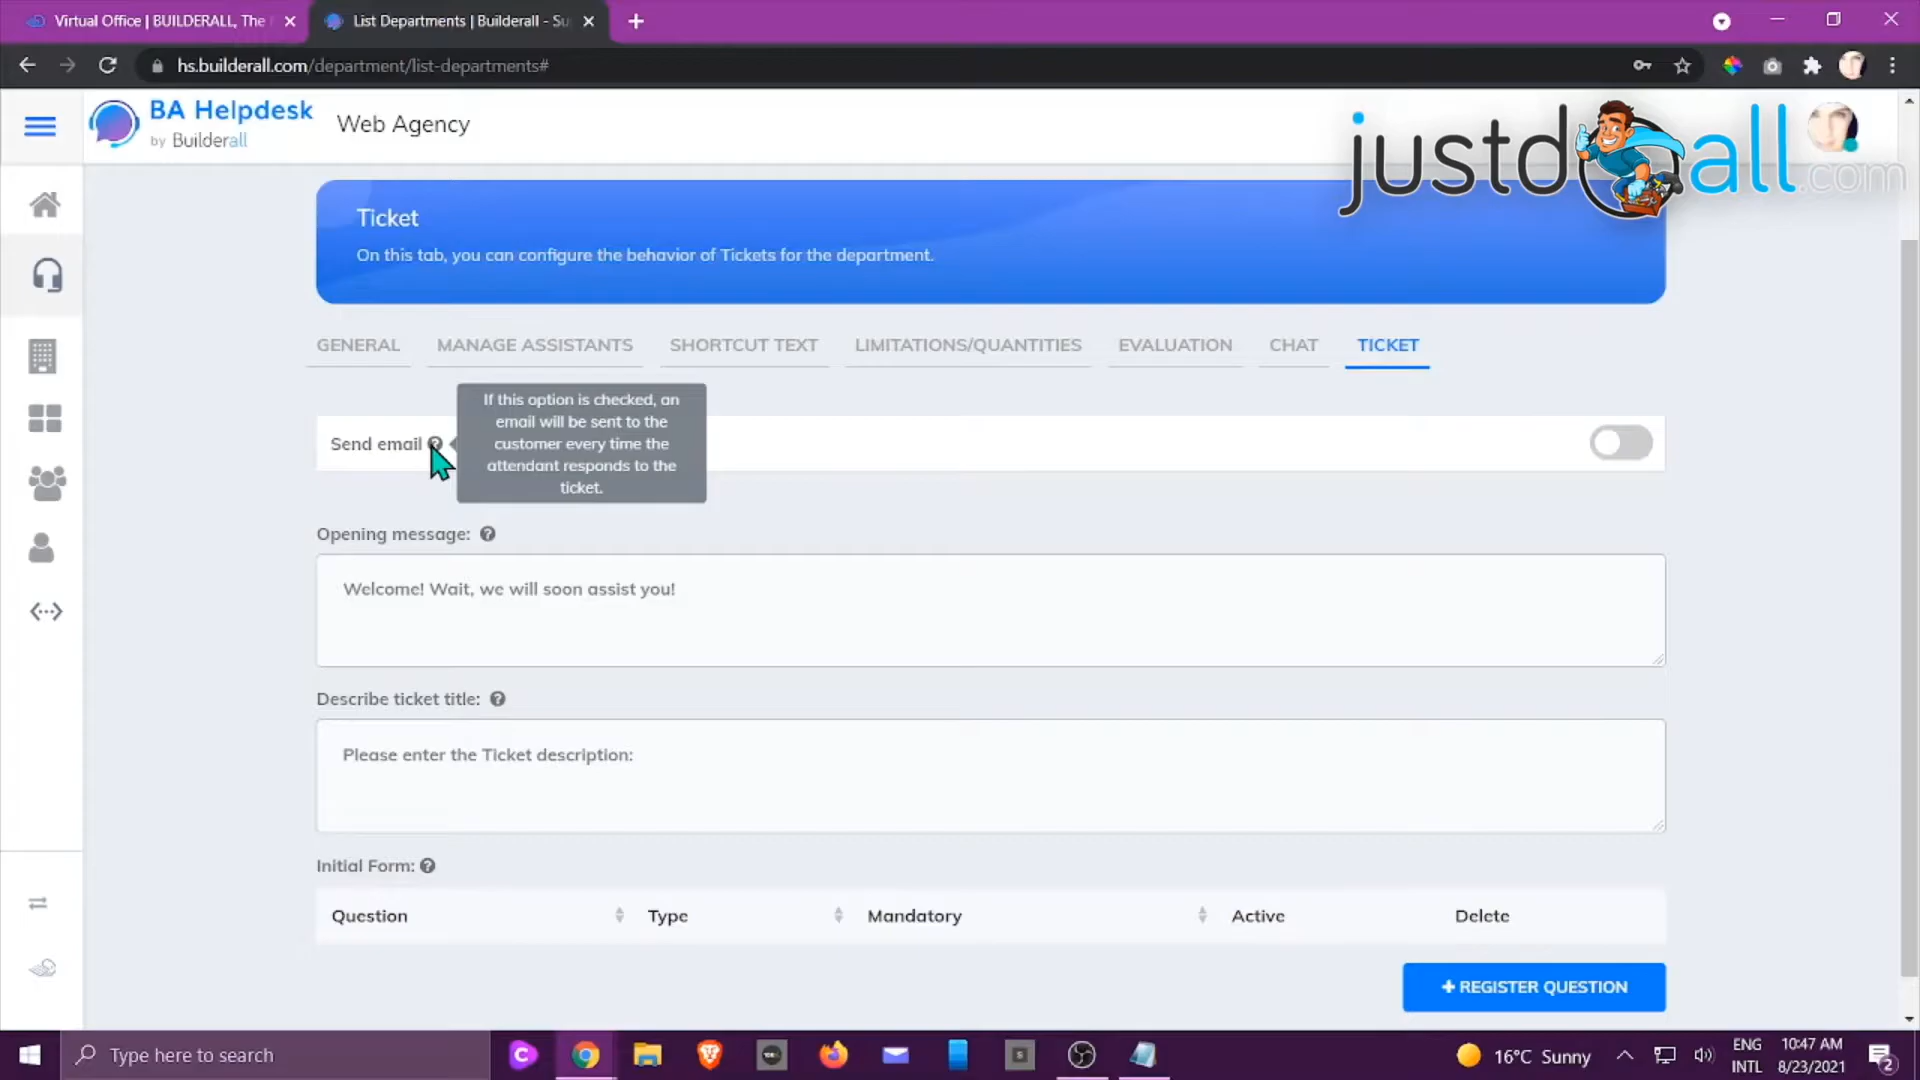 Virtual Office | BUILDERALL, The
List Departments | Builderall - Su
hs.builderall.com/department/list-departments#
BA Helpdesk
by Builderall
Web Agency
justdoall.com
Ticket
On this tab, you can configure the behavior of Tickets for the department.
GENERAL
MANAGE ASSISTANTS
SHORTCUT TEXT
LIMITATIONS/QUANTITIES
EVALUATION
CHAT
TICKET
Send email
If this option is checked, an
email will be sent to the
customer every time the
attendant responds to the
ticket.
Opening message:
Welcome! Wait, we will soon assist you!
Describe ticket title:
Please enter the Ticket description:
Initial Form:
Question
Type
Mandatory
Active
Delete
+ REGISTER QUESTION
Type here to search
16°C Sunny
ENG
INTL
10:47 AM
8/23/2021
2